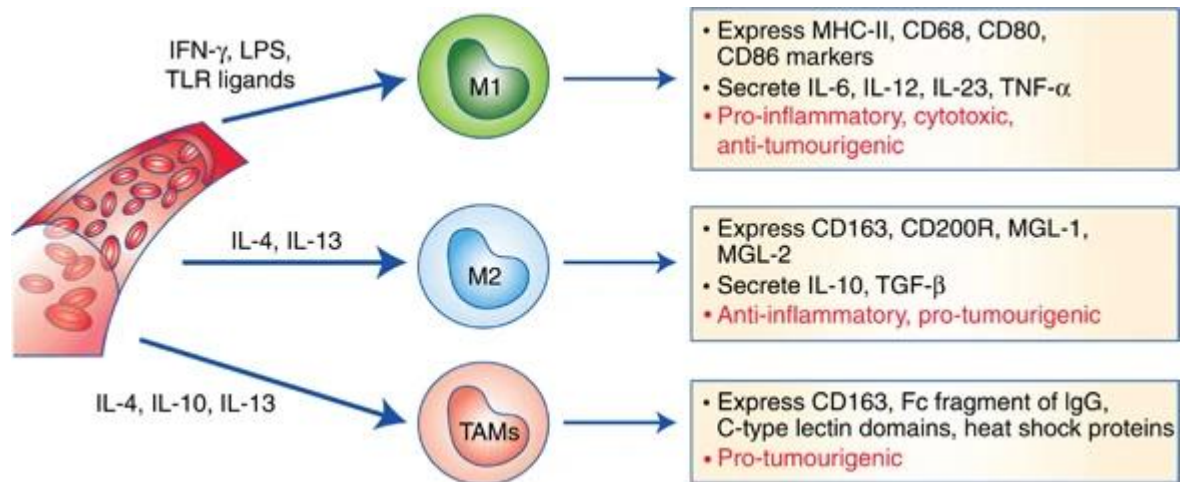 IFN-γ, LPS,
TLR ligands
M1
• Express MHC-II, CD68, CD80,
CD86 markers
• Secrete IL-6, IL-12, IL-23, TNF-α
• Pro-inflammatory, cytotoxic,
anti-tumourigenic
IL-4, IL-13
M2
• Express CD163, CD200R, MGL-1,
MGL-2
• Secrete IL-10, TGF-β
• Anti-inflammatory, pro-tumourigenic
IL-4, IL-10, IL-13
TAMs
• Express CD163, Fc fragment of IgG,
C-type lectin domains, heat shock proteins
• Pro-tumourigenic